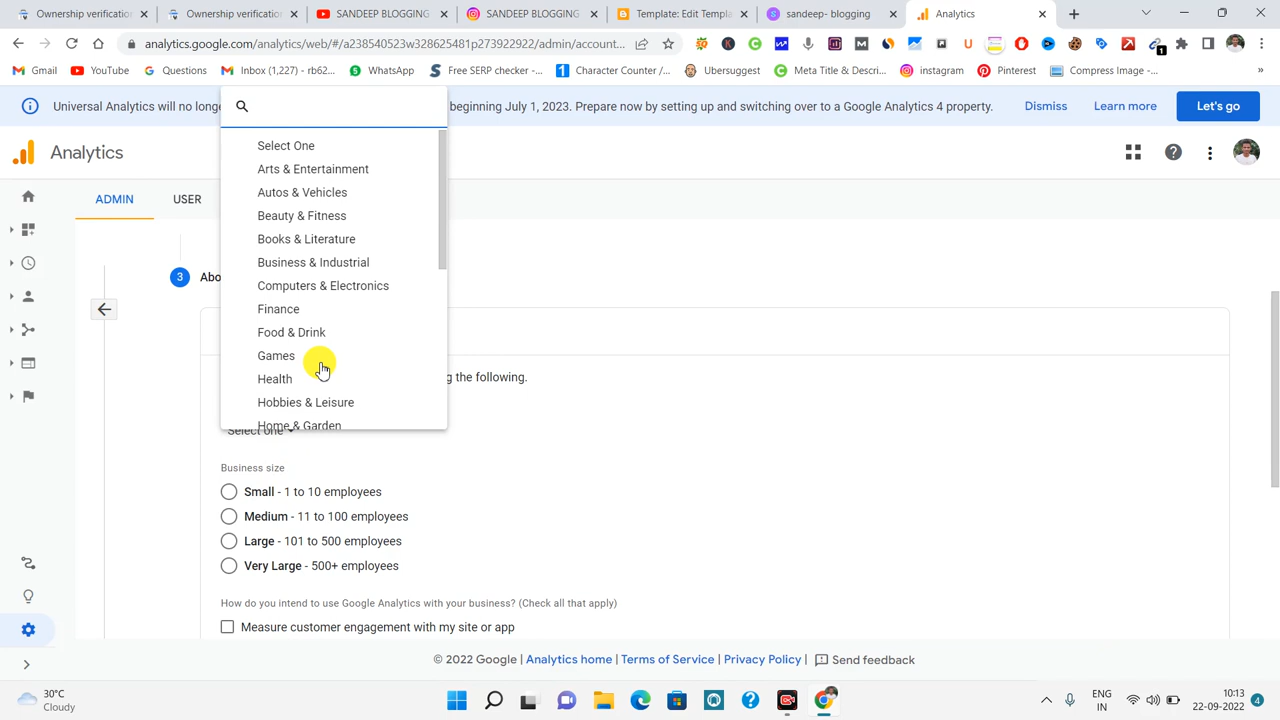 Ownership verificatio
Ownership verificatio
SANDEEP BLOGGING
SANDEEP BLOGGING
Template: Edit Templa
sandeep- blogging
Analytics
analytics.google.com/analytics/web/#/a238540523w332625481p273922922/admin/account...
Gmail
YouTube
Question
Inbox (1,227) - rb62...
WhatsApp
Free SERP checker -...
Character Counter /...
Ubersuggest
Meta Title & Descri...
instagram
Pinterest
Compress Image -...
»
Universal Analytics will no longe
beginning July 1, 2023. Prepare now by setting up and switching over to a Google Analytics 4 property.
Dismiss
Learn more
Let's go
Analytics
ADMIN
USER
Select One
Arts & Entertainment
Autos & Vehicles
Beauty & Fitness
Books & Literature
Business & Industrial
Computers & Electronics
Finance
Food & Drink
Games
Health
Hobbies & Leisure
Home & Garden
3
Abo
g the following.
Select one
Business size
Small - 1 to 10 employees
Medium - 11 to 100 employees
Large - 101 to 500 employees
Very Large - 500+ employees
How do you intend to use Google Analytics with your business? (Check all that apply)
Measure customer engagement with my site or app
© 2022 Google | Analytics home | Terms of Service | Privacy Policy | Send feedback
30°C
Cloudy
ENG
IN
10:13
22-09-2022
4